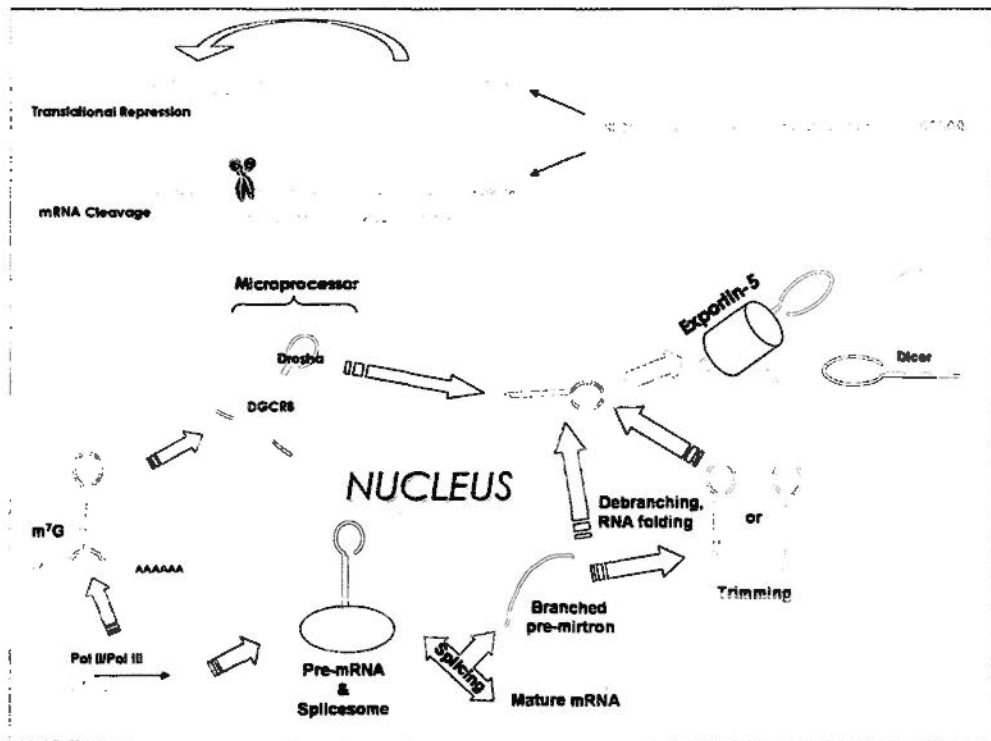 Translational Repression
mRNA Cleavage
Microprocessor
Drosha
DGCR8
Exportin-5
Dicer
NUCLEUS
m⁷G
AAAAAA
Debranching,
RNA folding
or
Trimming
Branched
pre-mirtron
Pol II/Pol III
Pre-mRNA
&
Splicesome
Splicing
Mature mRNA